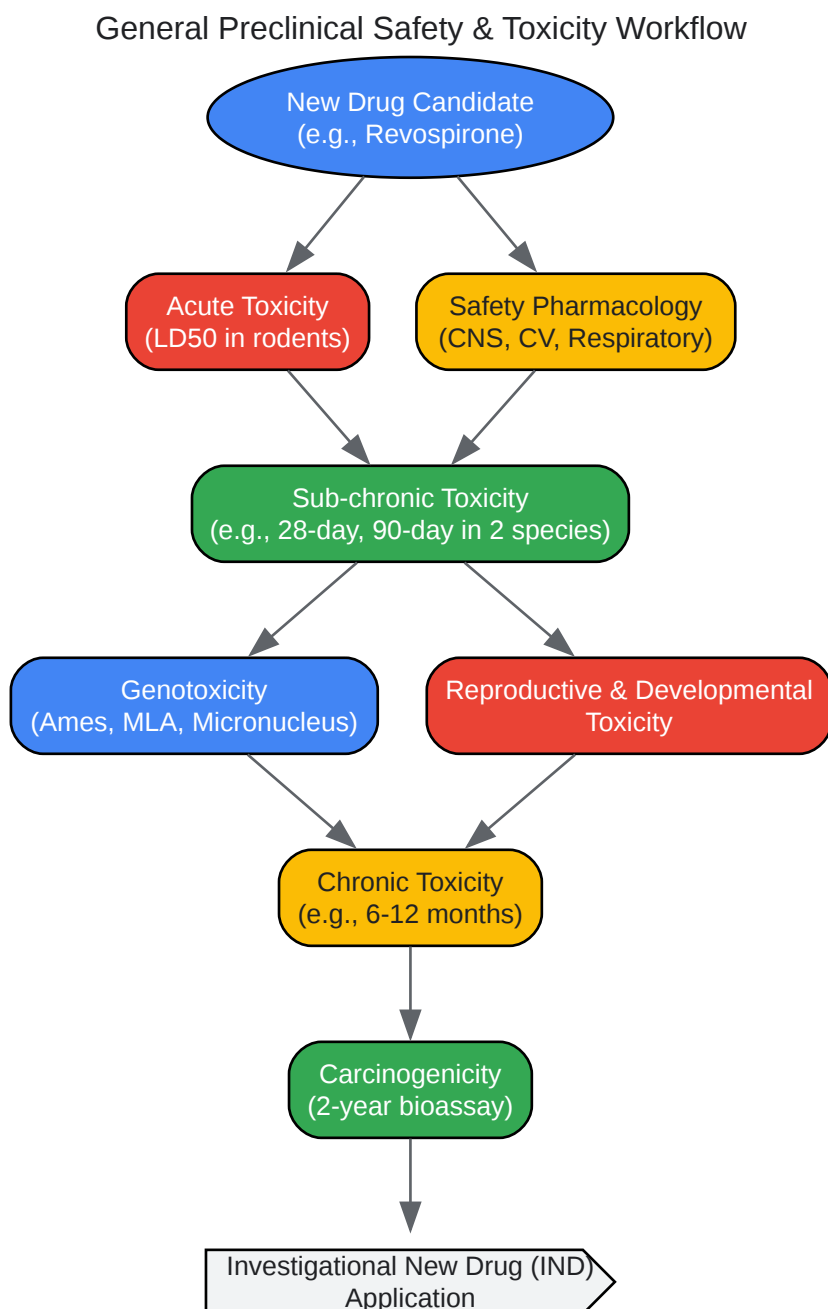 General Preclinical Safety & Toxicity Workflow
New Drug Candidate
(e.g., Revospirone)
Acute Toxicity
(LD50 in rodents)
Safety Pharmacology
(CNS, CV, Respiratory)
Sub-chronic Toxicity
(e.g., 28-day, 90-day in 2 species)
Genotoxicity
(Ames, MLA, Micronucleus)
Reproductive & Developmental
Toxicity
Chronic Toxicity
(e.g., 6-12 months)
Carcinogenicity
(2-year bioassay)
Investigational New Drug (IND)
Application